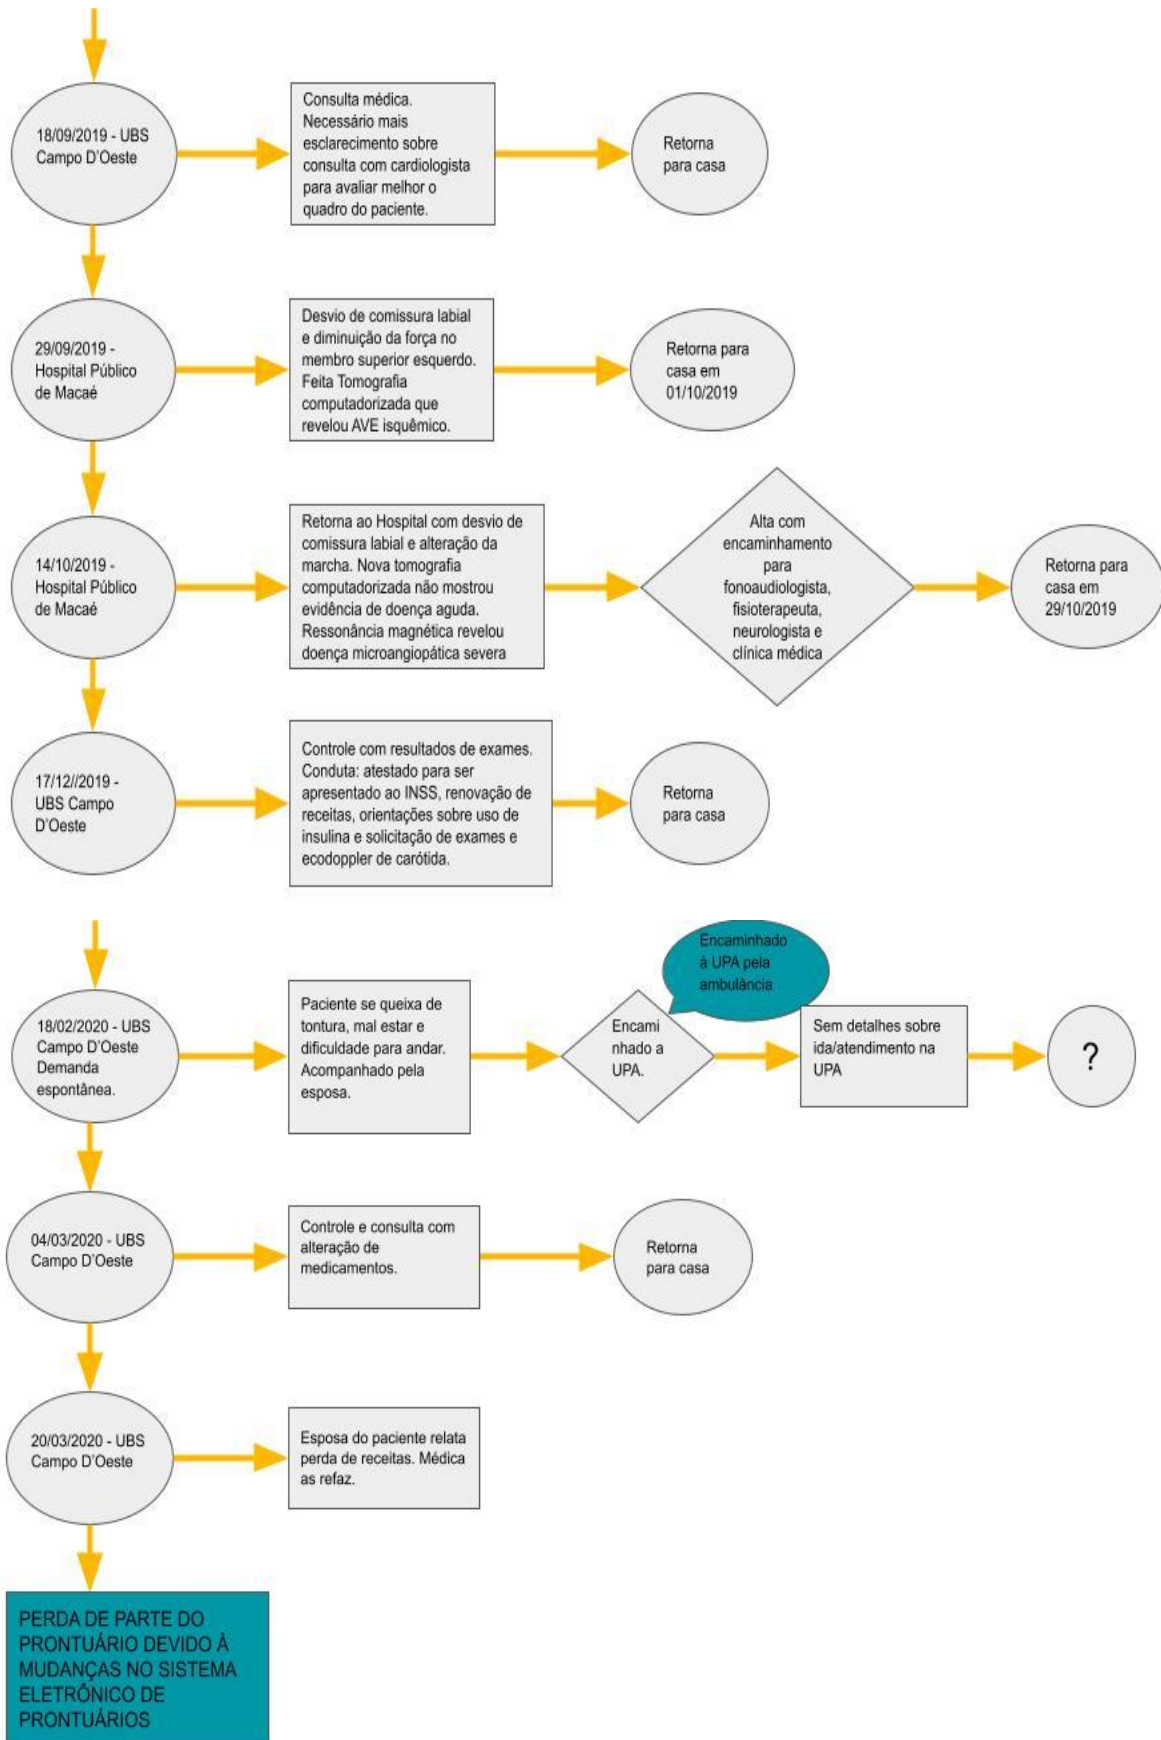 18/09/2019 - UBS
Campo D'Oeste
Consulta médica.
Necessário mais
esclarecimento sobre
consulta com cardiologista
para avaliar melhor o
quadro do paciente.
Retorna
para casa
29/09/2019 -
Hospital Público
de Macaé
Desvio de comissura labial
e diminuição da força no
membro superior esquerdo.
Feita Tomografia
computadorizada que
revelou AVE isquêmico.
Retorna para
casa em
01/10/2019
14/10/2019 -
Hospital Público
de Macaé
Retorna ao Hospital com desvio de
comissura labial e alteração da
marcha. Nova tomografia
computadorizada não mostrou
evidência de doença aguda.
Ressonância magnética revelou
doença microangiopática severa
Alta com
encaminhamento
para
fonoaudiologista,
fisioterapeuta,
neurologista e
clínica médica
Retorna para
casa em
29/10/2019
17/12//2019 -
UBS Campo
D'Oeste
Controle com resultados de exames.
Conduta: atestado para ser
apresentado ao INSS, renovação de
receitas, orientações sobre uso de
insulina e solicitação de exames e
ecodoppler de carótida.
Retorna
para casa
18/02/2020 - UBS
Campo D'Oeste
Demanda
espontânea.
Paciente se queixa de
tontura, mal estar e
dificuldade para andar.
Acompanhado pela
esposa.
Encami
nhado a
UPA.
Encaminhado
à UPA pela
ambulância
Sem detalhes sobre
ida/atendimento na
UPA
?
04/03/2020 - UBS
Campo D'Oeste
Controle e consulta com
alteração de
medicamentos.
Retorna
para casa
20/03/2020 - UBS
Campo D'Oeste
Esposa do paciente relata
perda de receitas. Médica
as refaz.
PERDA DE PARTE DO
PRONTUÁRIO DEVIDO À
MUDANÇAS NO SISTEMA
ELETRÔNICO DE
PRONTUÁRIOS